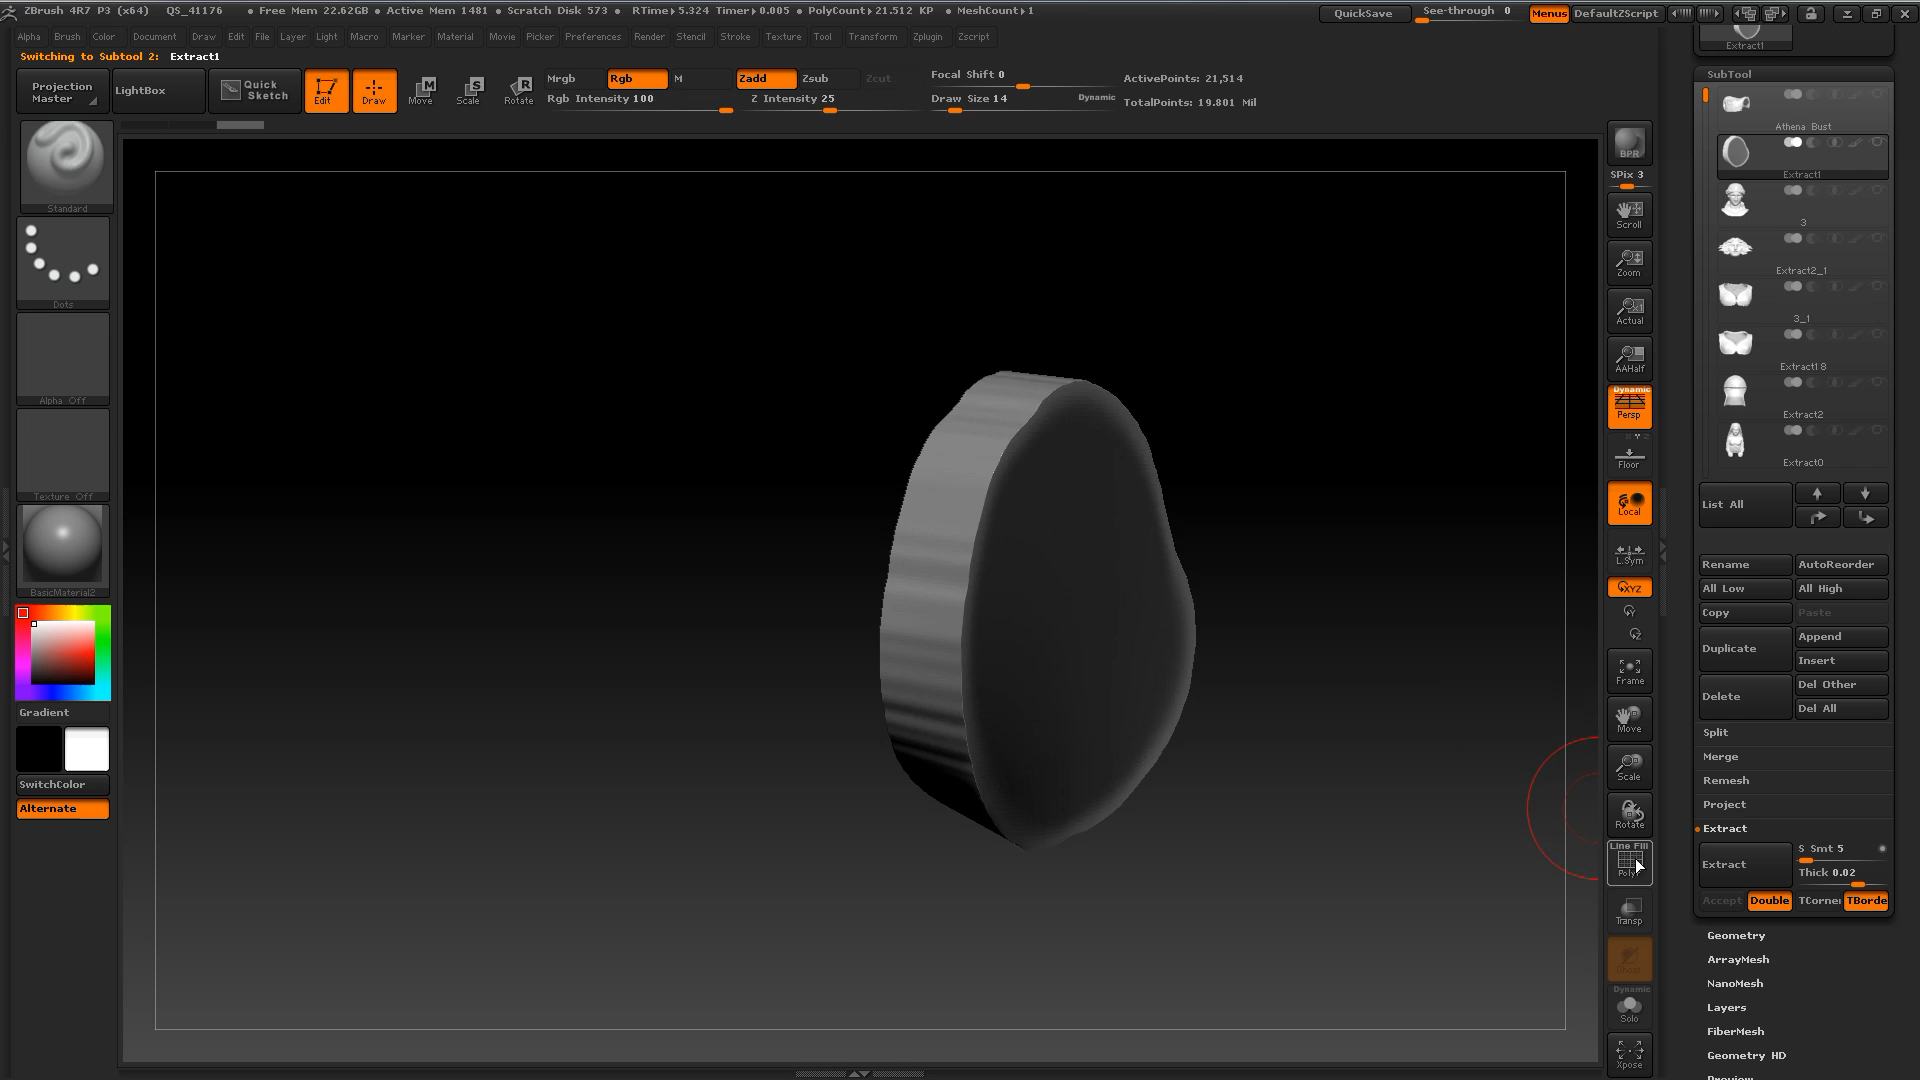 ZBrush 4R7 P3 (x64) QS_41176 • Free Mem 22.62GB • Active Mem 1481 • Scratch Disk 573 • RTime▸5.324 Timer▸0.005 • PolyCount▸21.512 KP • MeshCount▸1
QuickSave See-through 0 Menus DefaultZScript
Alpha Brush Color Document Draw Edit File Layer Light Macro Marker Material Movie Picker Preferences Render Stencil Stroke Texture Tool Transform Zplugin Zscript
Switching to Subtool 2: Extract1
Projection Master
LightBox
Quick Sketch
Edit
Draw
Move
Scale
Rotate
Mrgb Rgb M
Rgb Intensity 100
Zadd Zsub Zcut
Z Intensity 25
Focal Shift 0
Draw Size 14 Dynamic
ActivePoints: 21,514
TotalPoints: 19.801 Mil
Standard
Dots
Alpha Off
Texture Off
BasicMaterial2
Gradient
SwitchColor
Alternate
BPR
SPix 3
Scroll
Zoom
Actual
AAHalf
Dynamic
Persp
Floor
Local
L.Sym
XYZ
Y
Z
Frame
Move
Scale
Rotate
Line Fill
PolyF
Transp
Ghost
Dynamic
Solo
Xpose
Extract1
SubTool
Athena Bust
Extract1
3
Extract2_1
3_1
Extract18
Extract2
Extract0
List All
Rename AutoReorder
All Low All High
Copy Paste
Duplicate Append
Insert
Delete Del Other
Del All
Split
Merge
Remesh
Project
Extract
Extract S Smt 5
Thick 0.02
Accept Double TCorner TBorde
Geometry
ArrayMesh
NanoMesh
Layers
FiberMesh
Geometry HD
Preview